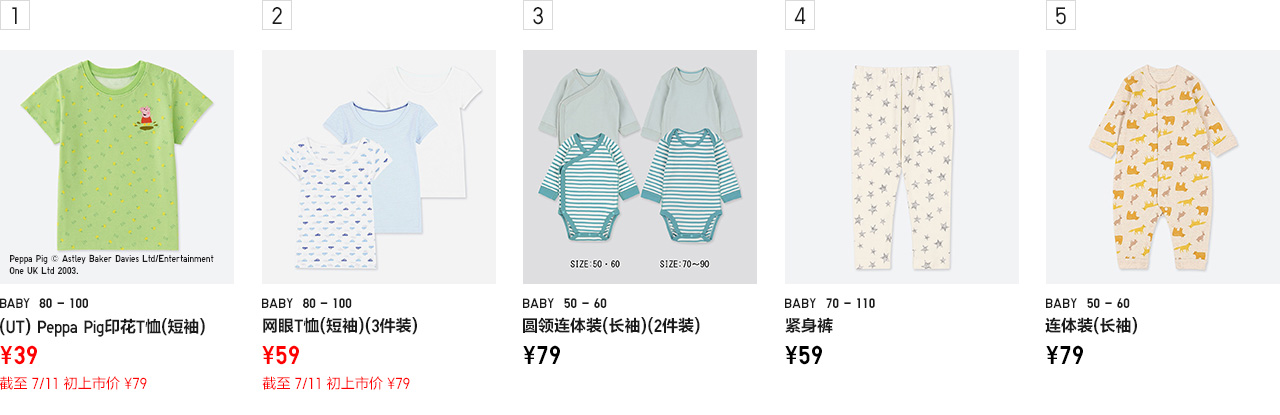 1
2
3
4
5
Peppa Pig © Astley Baker Davies Ltd/Entertainment
One UK Ltd 2003.
SIZE:50・60
SIZE:70～90
BABY 80 – 100
(UT) Peppa Pig印花T恤(短袖)
¥39
截至 7/11 初上市价 ¥79
BABY 80 – 100
网眼T恤(短袖)(3件装)
¥59
截至 7/11 初上市价 ¥79
BABY 50 – 60
圆领连体装(长袖)(2件装)
¥79
BABY 70 – 110
紧身裤
¥59
BABY 50 – 60
连体装(长袖)
¥79